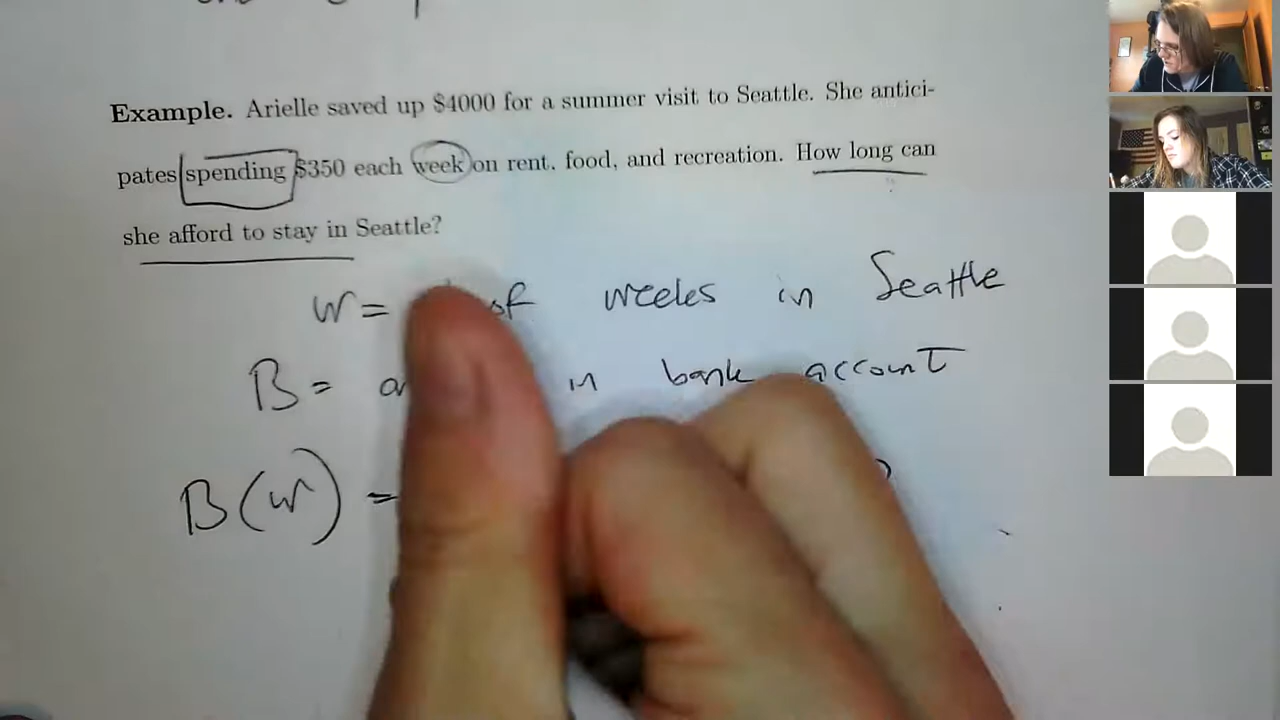 Example. Arielle saved up $4000 for a summer visit to Seattle. She antici-
pates spending $350 each week on rent. food, and recreation. How long can
she afford to stay in Seattle?
W = of weeks in Seattle
B = in bank account
B(W) =